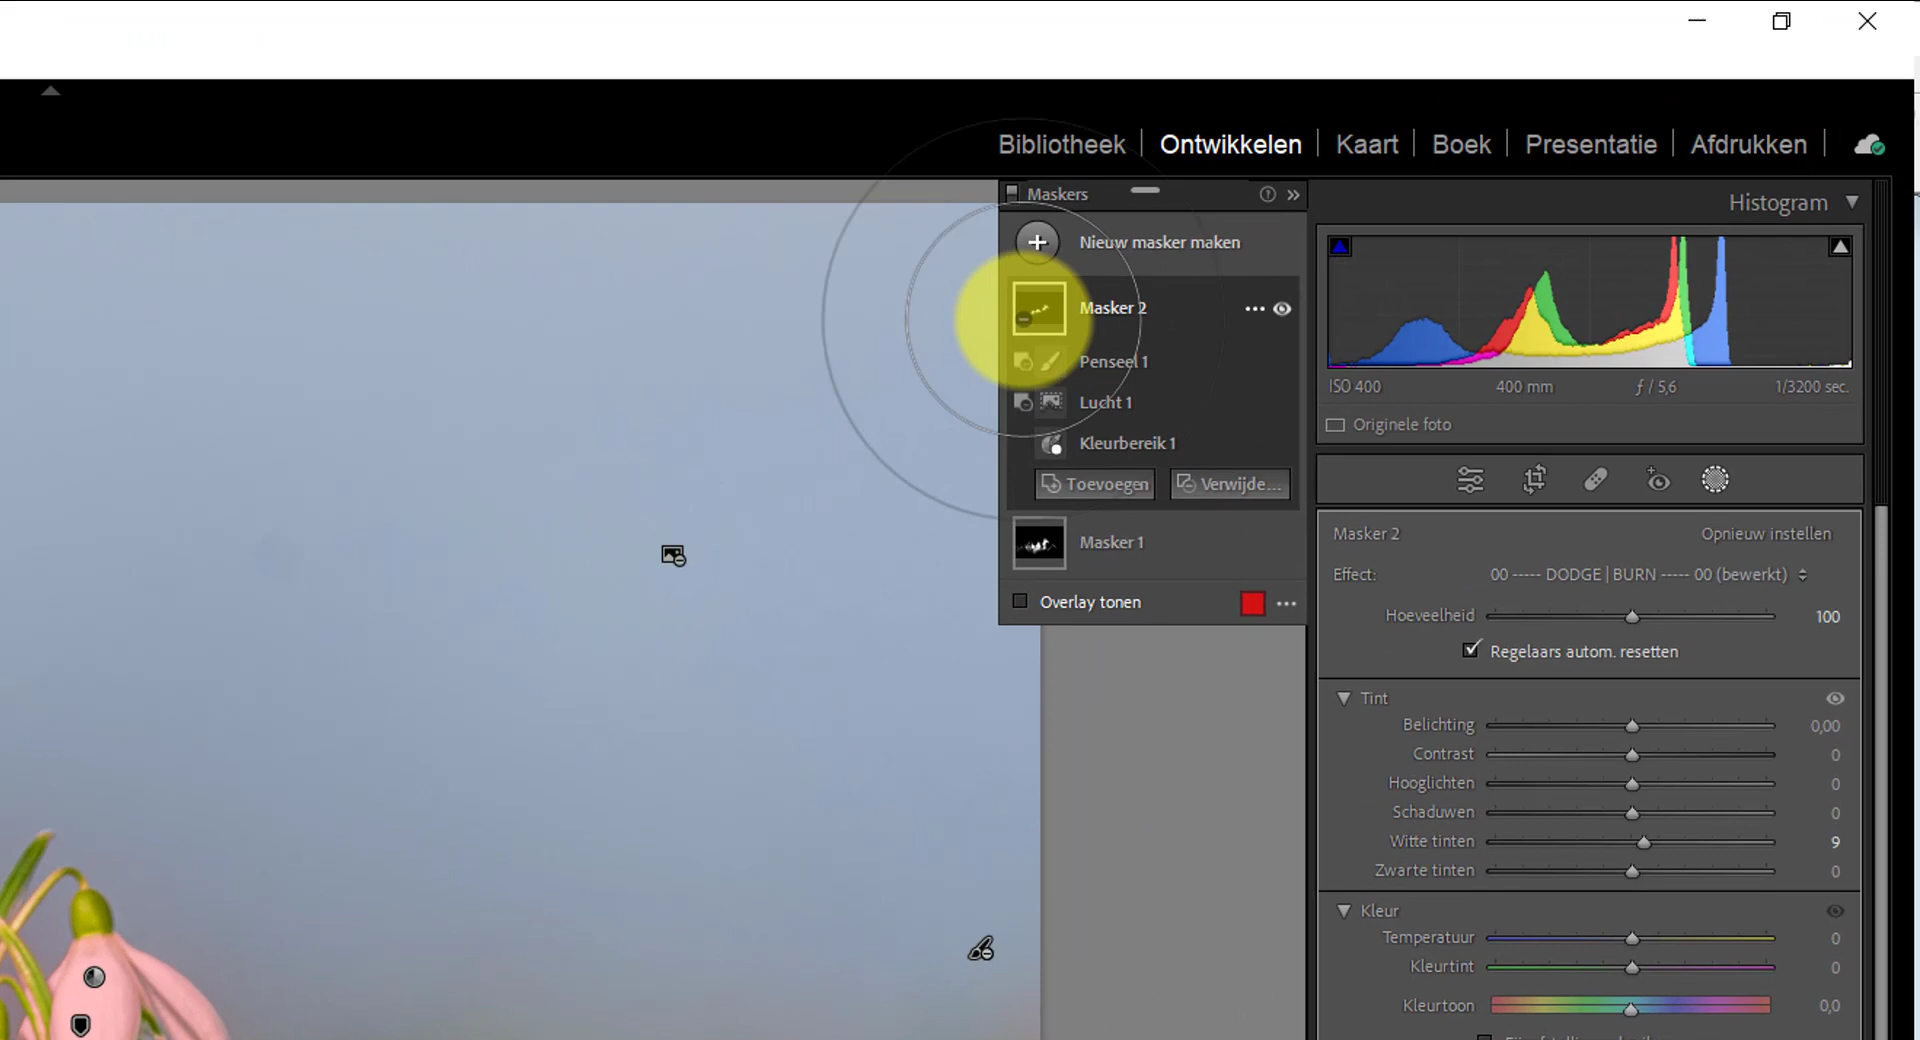 Bibliotheek | Ontwikkelen | Kaart | Boek | Presentatie | Afdrukken |
Maskers
Nieuw masker maken
Masker 2
Penseel 1
Lucht 1
Kleurbereik 1
Toevoegen Verwijde...
Masker 1
Overlay tonen
Histogram
ISO 400 400 mm ƒ / 5,6 1/3200 sec.
Originele foto
Masker 2 Opnieuw instellen
Effect: 00 ----- DODGE | BURN ----- 00 (bewerkt)
Hoeveelheid 100
Regelaars autom. resetten
Tint
Belichting 0,00
Contrast 0
Hooglichten 0
Schaduwen 0
Witte tinten 9
Zwarte tinten 0
Kleur
Temperatuur 0
Kleurtint 0
Kleurtoon 0,0